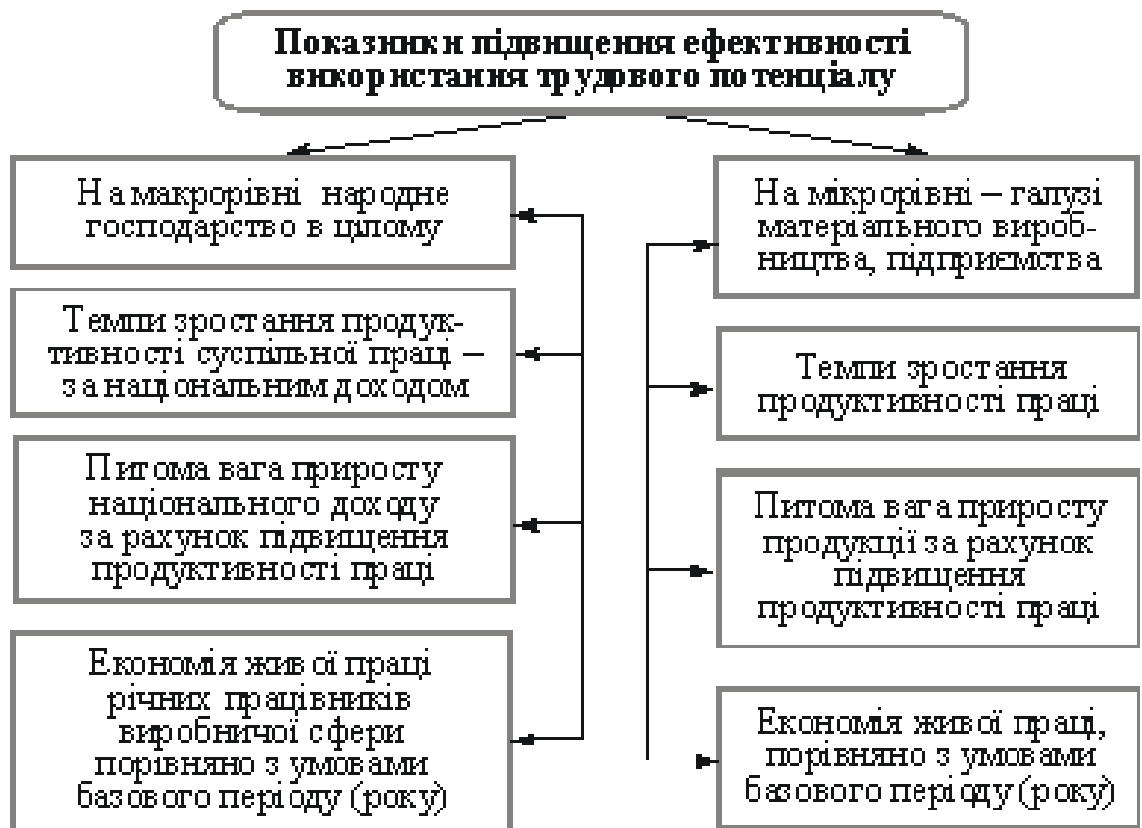 Показники підвищення ефективності
використання трудового потенціалу
На макрорівні народне
господарство в цілому
Темпи зростання продук-
тивності суспільної праці –
за національним доходом
Питома вага приросту
національного доходу
за рахунок підвищення
продуктивності праці
Економія живої праці
річних працівників
виробничої сфери
порівняно з умовами
базового періоду (року)
На мікрорівні – галузі
матеріального вироб-
ництва, підприємства
Темпи зростання
продуктивності праці
Питома вага приросту
продукції за рахунок
підвищення
продуктивності праці
Економія живої праці,
порівняно з умовами
базового періоду (року)